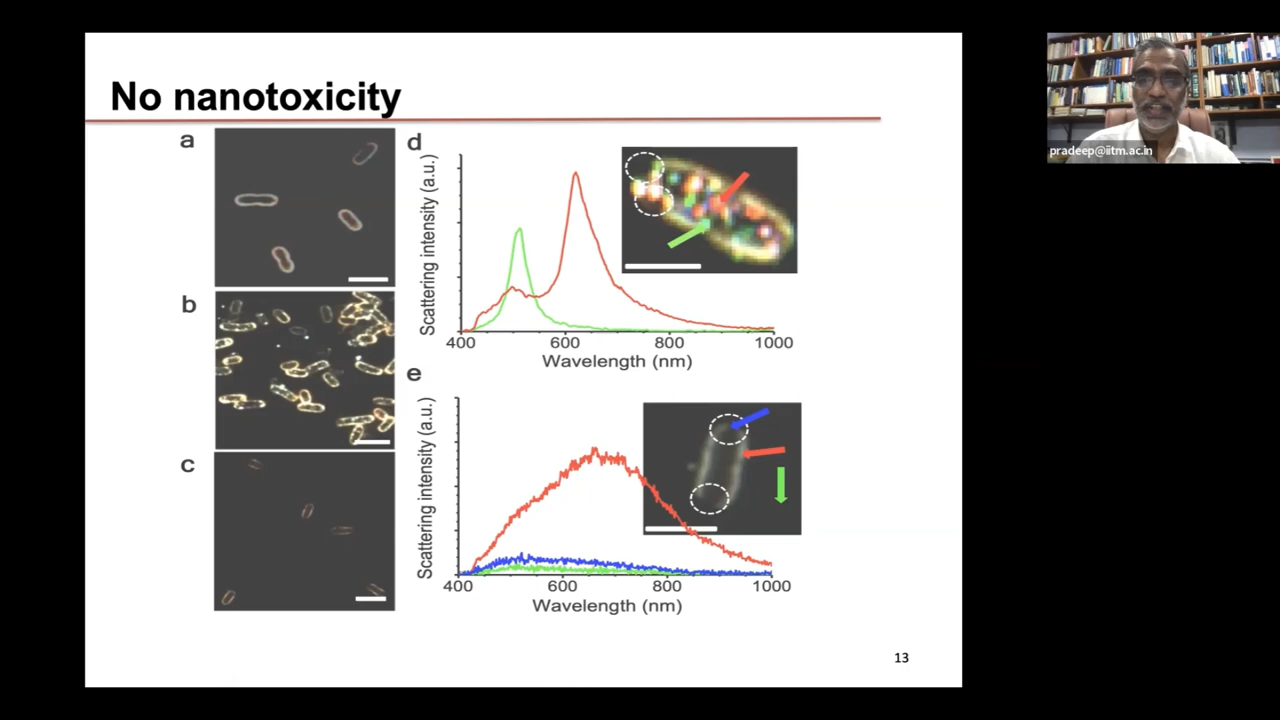 No nanotoxicity
pradeep@iitm.ac.in
a
b
c
d
Scattering intensity (a.u.)
400 600 800 1000
Wavelength (nm)
e
Scattering intensity (a.u.)
400 600 800 1000
Wavelength (nm)
13